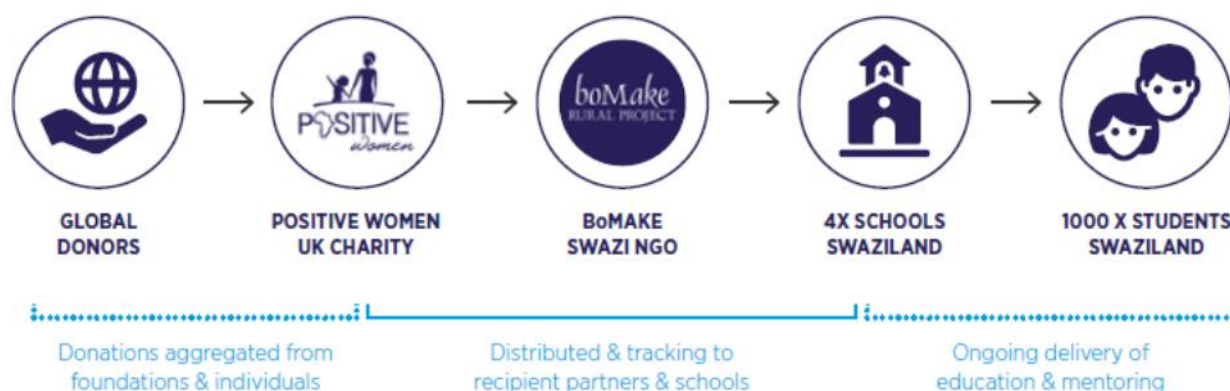 POSITIVE
women
boMake
RURAL PROJECT
GLOBAL
DONORS
POSITIVE WOMEN
UK CHARITY
BoMAKE
SWAZI NGO
4X SCHOOLS
SWAZILAND
1000 X STUDENTS
SWAZILAND
Donations aggregated from
foundations & individuals
Distributed & tracking to
recipient partners & schools
Ongoing delivery of
education & mentoring